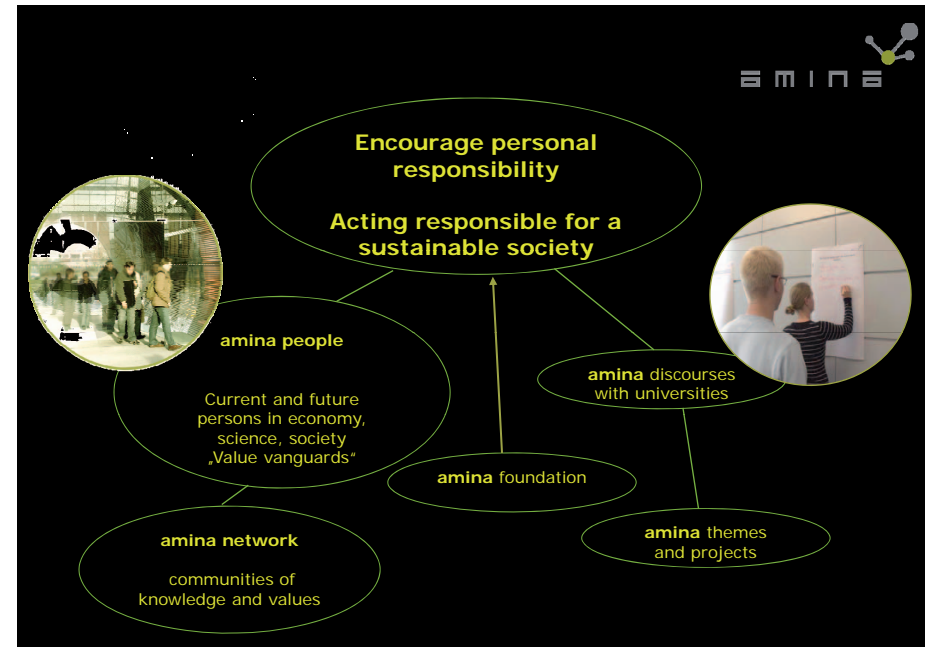 amina
Encourage personal
responsibility
Acting responsible for a
sustainable society
amina people
Current and future
persons in economy,
science, society
„Value vanguards“
amina discourses
with universities
amina foundation
amina network
communities of
knowledge and values
amina themes
and projects